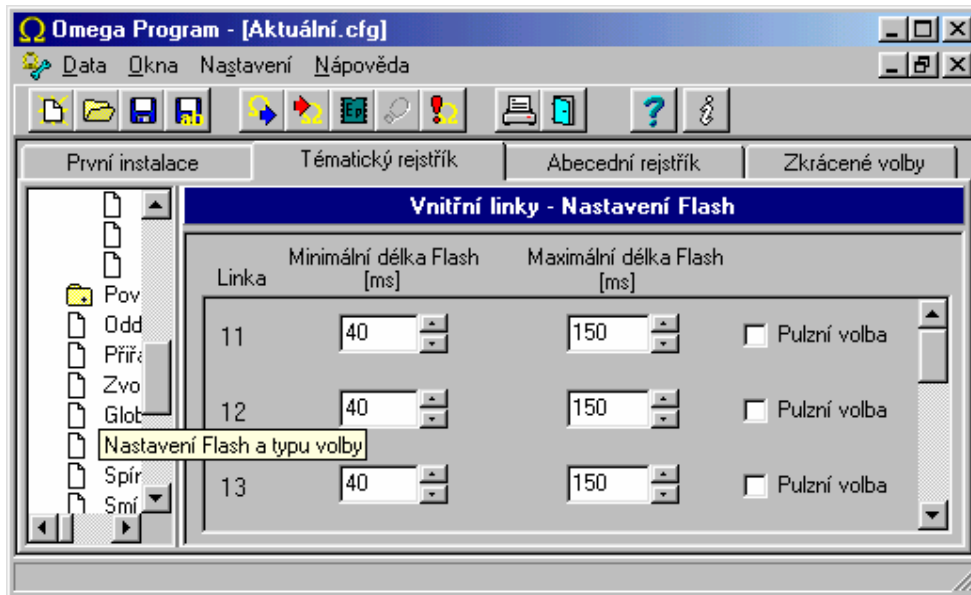 Omega Program - [Aktuální.cfg]
Data Okna Nastavení Nápověda
První instalace Tématický rejstřík Abecední rejstřík Zkrácené volby
Vnitřní linky - Nastavení Flash
Linka Minimální délka Flash [ms] Maximální délka Flash [ms]
Pov
Odd
Přiřa
Zvo
Glob
Nastavení Flash a typu volby
Spír
Smí
11 40 150 Pulzní volba
12 40 150 Pulzní volba
13 40 150 Pulzní volba